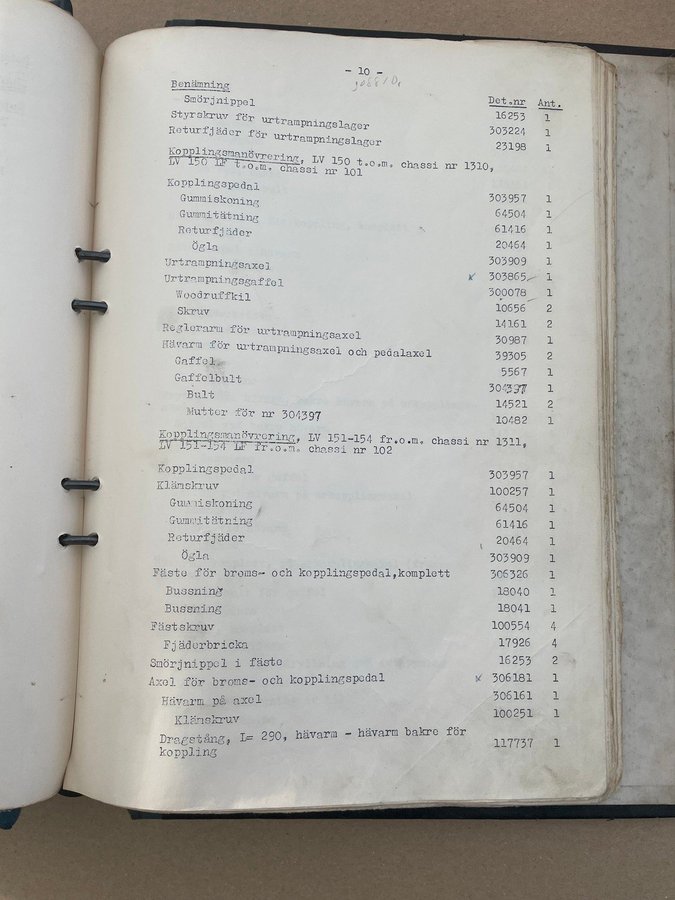 - 10 -
Benämning Det.nr Ant.
Smörjnippel 16253 1
Styrskruv för urtrampningslager 303224 1
Returfjäder för urtrampningslager 23198 1
Kopplingsmanövrering, LV 150 t.o.m. chassi nr 1310,
LV 150 LF t.o.m. chassi nr 101
Kopplingspedal 303957 1
Gummiskoning 64504 1
Gummitätning 61416 1
Returfjäder 20464 1
Ögla 303909 1
Urtrampningsaxel 303865 1
Urtrampningsgaffel 300078 1
Woodruffkil 10656 2
Skruv 14161 2
Reglerarm för urtrampningsaxel 30987 1
Hävarm för urtrampningsaxel och pedalaxel 39305 2
Gaffel 5567 1
Gaffelbult 304397 1
Bult 14521 2
Mutter för nr 304397 10482 1
Kopplingsmanövrering, LV 151-154 fr.o.m. chassi nr 1311,
LV 151-154 LF fr.o.m. chassi nr 102
Kopplingspedal 303957 1
Klämskruv 100257 1
Gummiskoning 64504 1
Gummitätning 61416 1
Returfjäder 20464 1
Ögla 303909 1
Fäste för broms- och kopplingspedal,komplett 306326 1
Bussning 18040 1
Bussning 18041 1
Fästskruv 100554 4
Fjäderbricka 17926 4
Smörjnippel i fäste 16253 2
Axel för broms- och kopplingspedal 306181 1
Hävarm på axel 306161 1
Klämskruv 100251 1
Dragstång, L= 290, hävarm - hävarm bakre för
koppling 117737 1